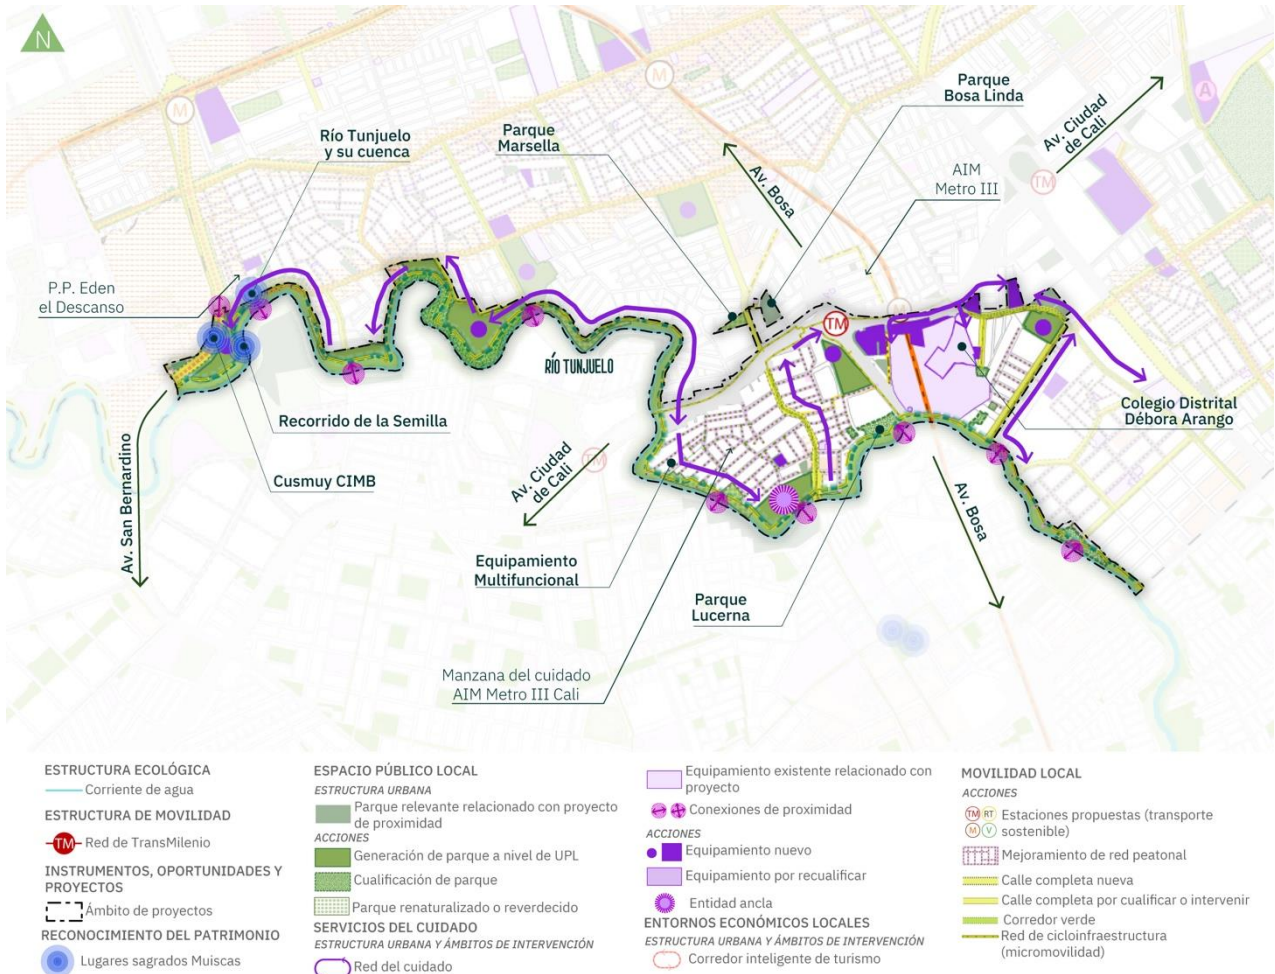 N
M
M
A
TM
Río Tunjuelo
y su cuenca
Parque
Marsella
Parque
Bosa Linda
Av. Ciudad
de Cali
Av. Bosa
AIM
Metro III
P.P. Eden
el Descanso
TM
RÍO TUNJUELO
Recorrido de la Semilla
Cusmuy CIMB
Av. San Bernardino
Av. Ciudad
de Cali
TM
Colegio Distrital
Débora Arango
Av. Bosa
Equipamiento
Multifuncional
Parque
Lucerna
Manzana del cuidado
AIM Metro III Cali
ESTRUCTURA ECOLÓGICA
Corriente de agua
ESTRUCTURA DE MOVILIDAD
TM Red de TransMilenio
INSTRUMENTOS, OPORTUNIDADES Y
PROYECTOS
Ámbito de proyectos
RECONOCIMIENTO DEL PATRIMONIO
Lugares sagrados Muiscas
ESPACIO PÚBLICO LOCAL
ESTRUCTURA URBANA
Parque relevante relacionado con proyecto
de proximidad
ACCIONES
Generación de parque a nivel de UPL
Cualificación de parque
Parque renaturalizado o reverdecido
SERVICIOS DEL CUIDADO
ESTRUCTURA URBANA Y ÁMBITOS DE INTERVENCIÓN
Red del cuidado
Equipamiento existente relacionado con
proyecto
Conexiones de proximidad
ACCIONES
Equipamiento nuevo
Equipamiento por recualificar
Entidad ancla
ENTORNOS ECONÓMICOS LOCALES
ESTRUCTURA URBANA Y ÁMBITOS DE INTERVENCIÓN
Corredor inteligente de turismo
MOVILIDAD LOCAL
ACCIONES
TM RT Estaciones propuestas (transporte
M V sostenible)
Mejoramiento de red peatonal
Calle completa nueva
Calle completa por cualificar o intervenir
Corredor verde
Red de cicloinfraestructura
(micromovilidad)